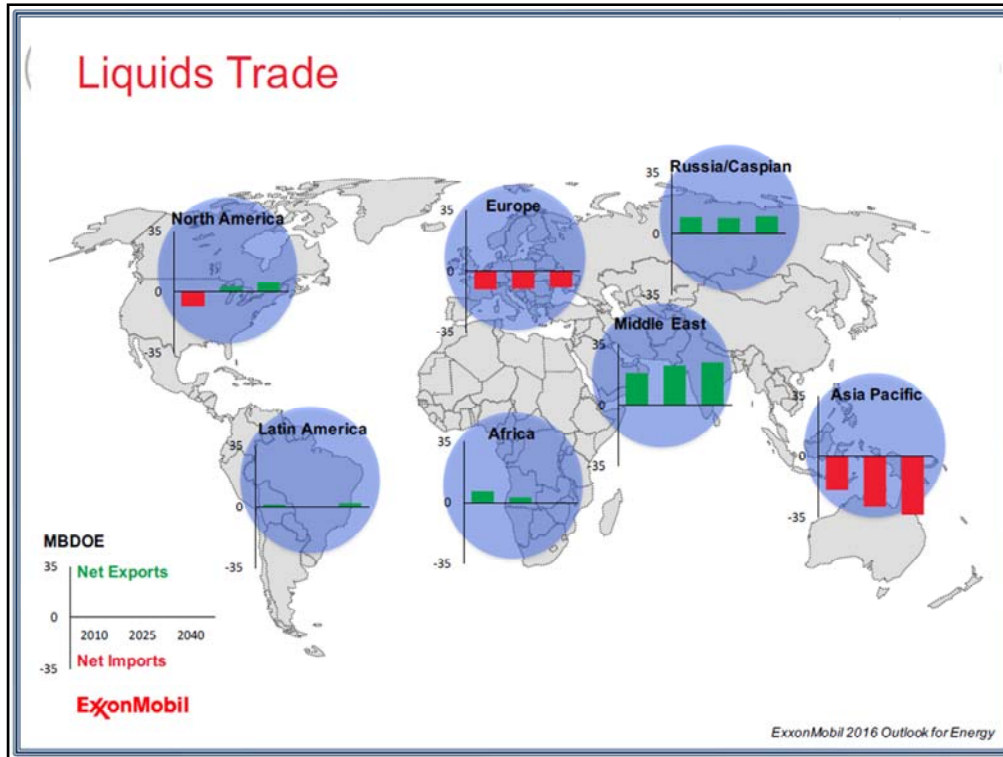 Liquids Trade
North America
35
0
-35
Europe
35
0
-35
Russia/Caspian
35
0
-35
Middle East
35
0
-35
Asia Pacific
35
0
-35
Latin America
35
0
-35
Africa
35
0
-35
MBDOE
35
Net Exports
0
2010 2025 2040
Net Imports
-35
ExxonMobil
ExxonMobil 2016 Outlook for Energy